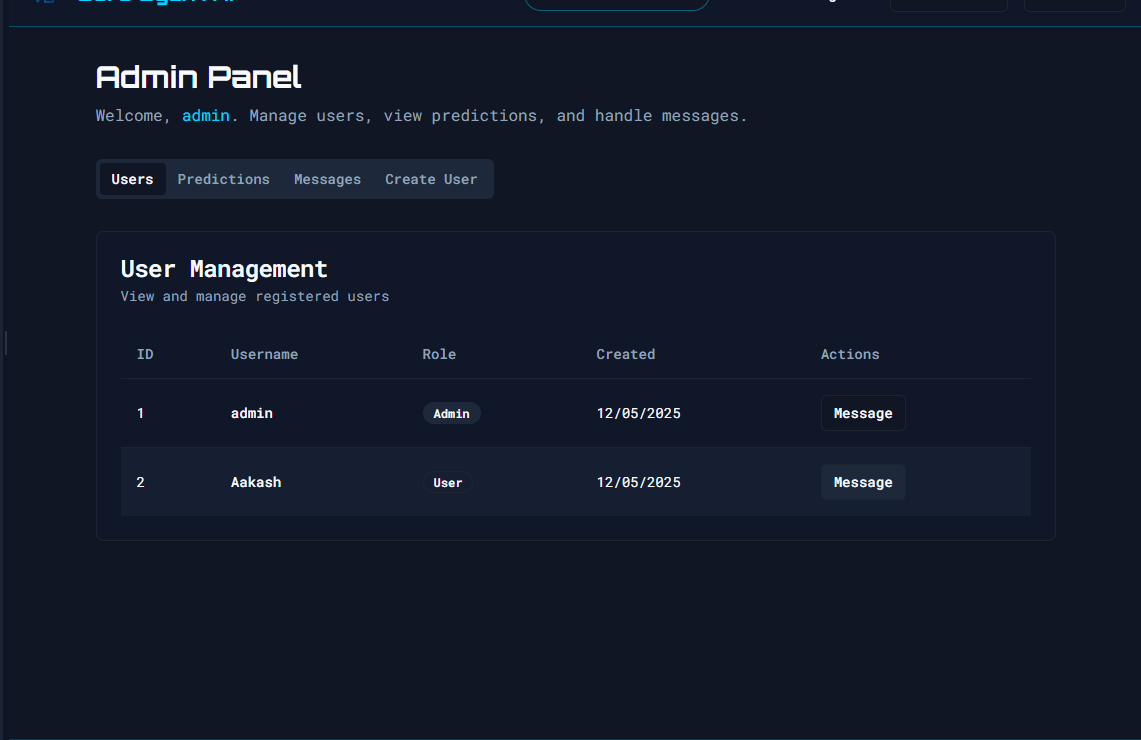 Admin Panel
Welcome, admin. Manage users, view predictions, and handle messages.
Users Predictions Messages Create User
User Management
View and manage registered users
ID Username Role Created Actions
1 admin Admin 12/05/2025 Message
2 Aakash User 12/05/2025 Message